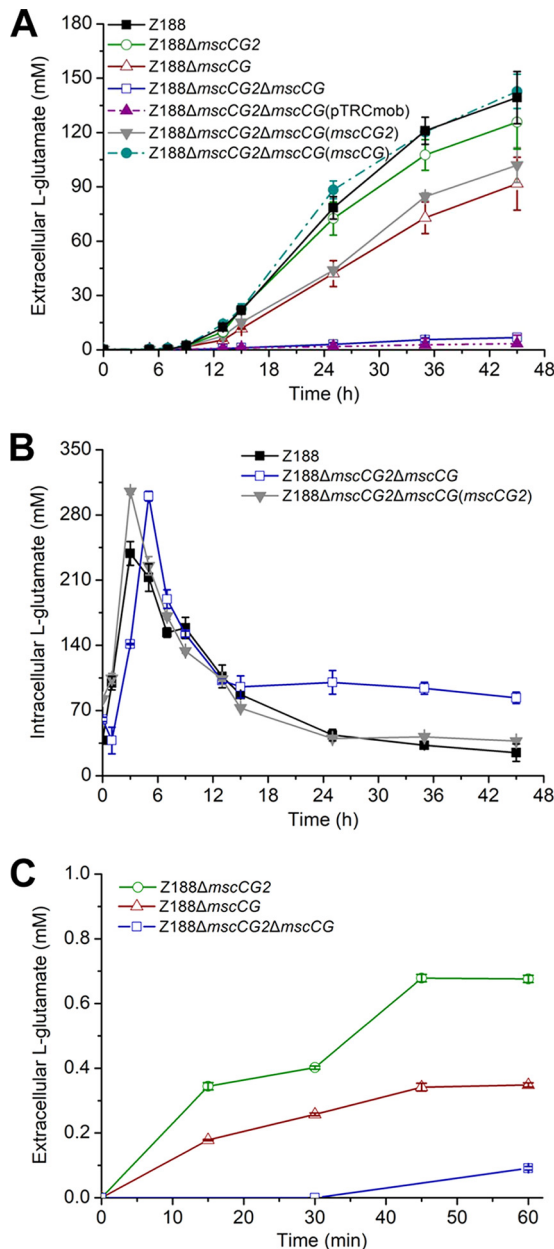 A
Extracellular L-glutamate (mM)
180
150
120
90
60
30
0
Z188
Z188ΔmscCG2
Z188ΔmscCG
Z188ΔmscCG2ΔmscCG
Z188ΔmscCG2ΔmscCG(pTRCmob)
Z188ΔmscCG2ΔmscCG(mscCG2)
Z188ΔmscCG2ΔmscCG(mscCG)
0 6 12 18 24 30 36 42 48
Time (h)
B
Intracellular L-glutamate (mM)
350
280
210
140
70
0
Z188
Z188ΔmscCG2ΔmscCG
Z188ΔmscCG2ΔmscCG(mscCG2)
0 6 12 18 24 30 36 42 48
Time (h)
C
Extracellular L-glutamate (mM)
1.0
0.8
0.6
0.4
0.2
0.0
Z188ΔmscCG2
Z188ΔmscCG
Z188ΔmscCG2ΔmscCG
0 10 20 30 40 50 60
Time (min)